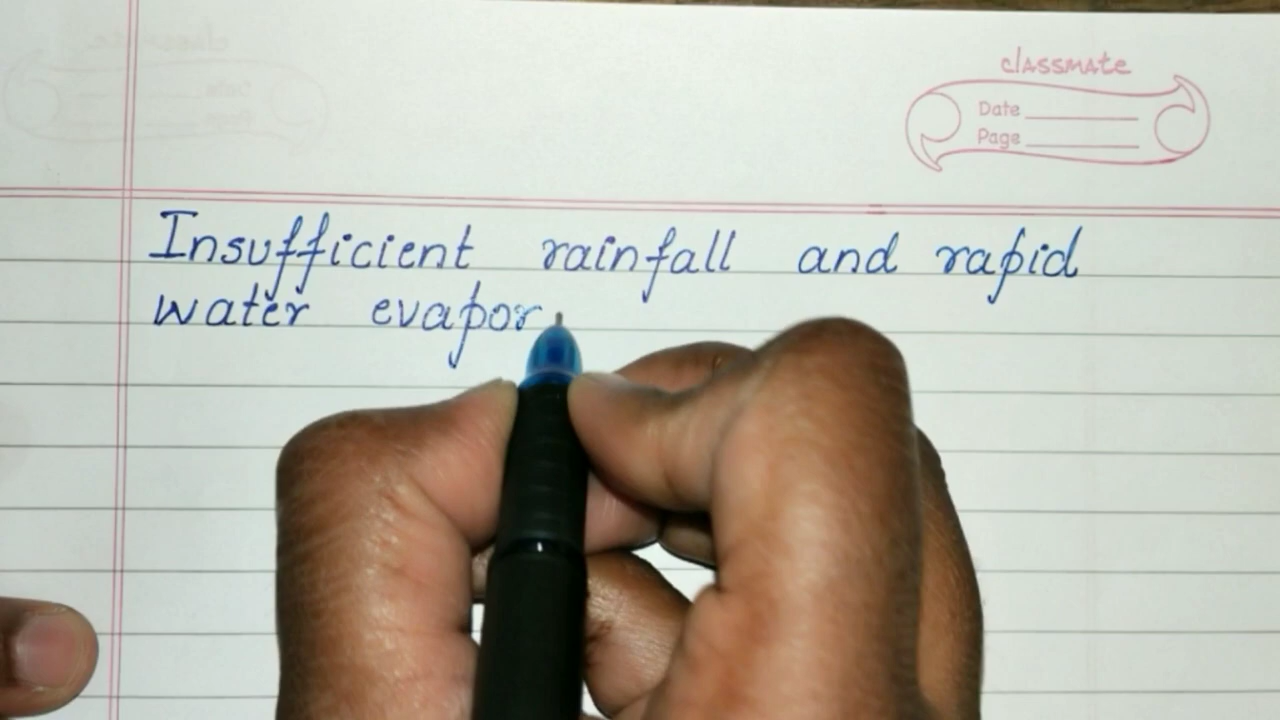 classmate
Date
Page
Insufficient rainfall and rapid
water evapor